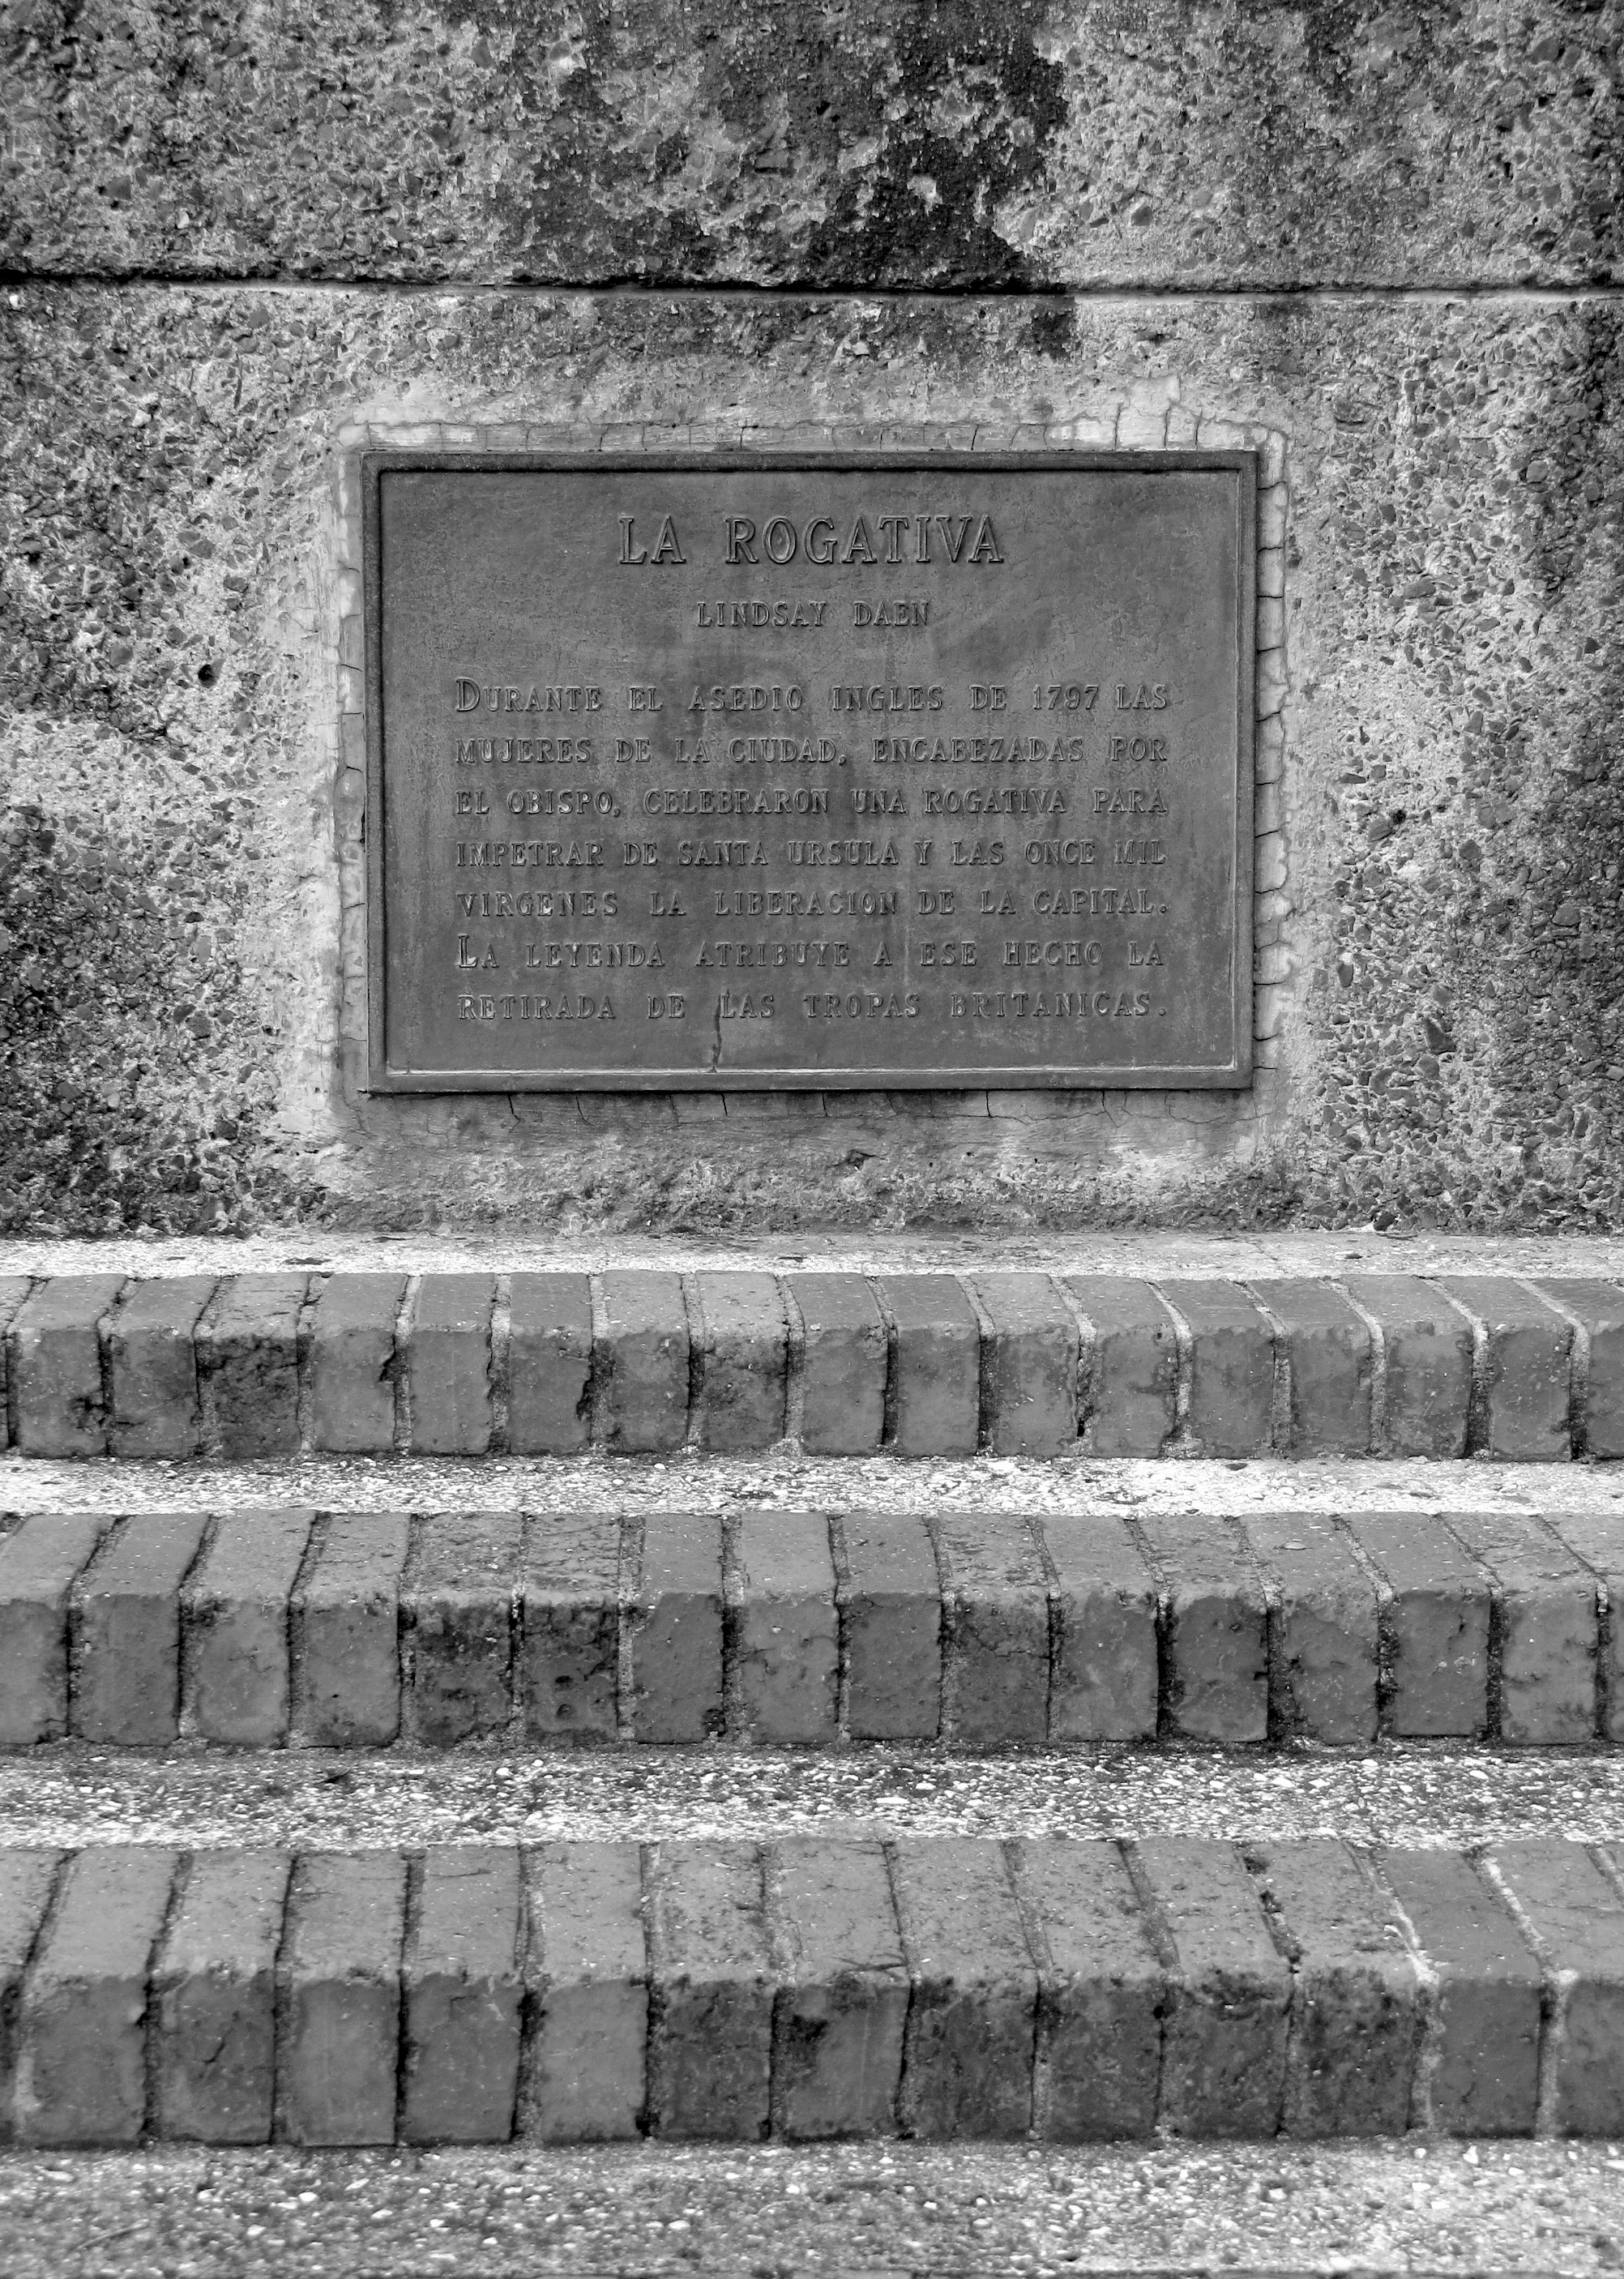 LA ROGATIVA
LINDSAY DAEN
DURANTE EL ASEDIO INGLES DE 1797 LAS
MUJERES DE LA CIUDAD, ENCABEZADAS POR
EL OBISPO, CELEBRARON UNA ROGATIVA PARA
IMPETRAR DE SANTA URSULA Y LAS ONCE MIL
VIRGENES LA LIBERACION DE LA CAPITAL.
LA LEYENDA ATRIBUYE A ESE HECHO LA
RETIRADA DE LAS TROPAS BRITANICAS.